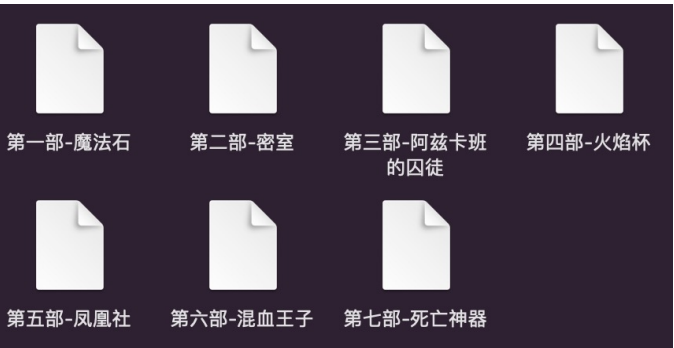 第一部-魔法石
第二部-密室
第三部-阿兹卡班
的囚徒
第四部-火焰杯
第五部-凤凰社
第六部-混血王子
第七部-死亡神器